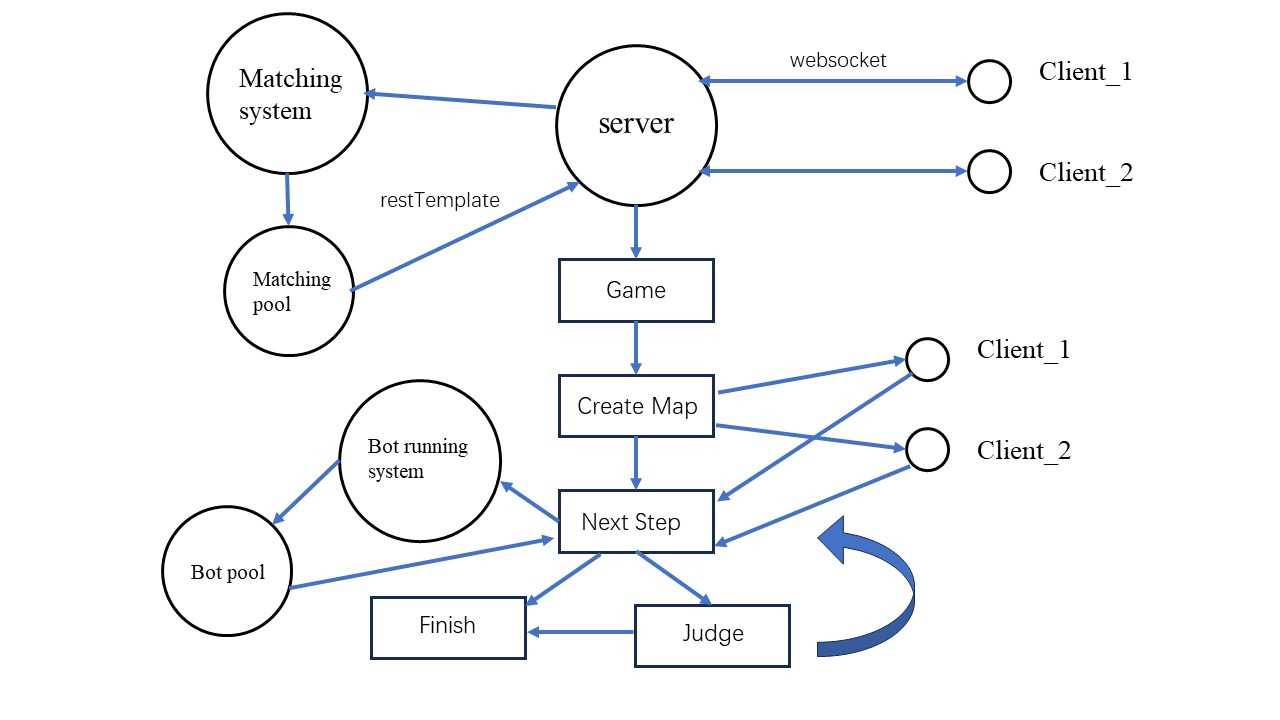 Matching
system
server
websocket
Client_1
Client_2
restTemplate
Matching
pool
Game
Create Map
Client_1
Client_2
Bot running
system
Next Step
Bot pool
Finish
Judge